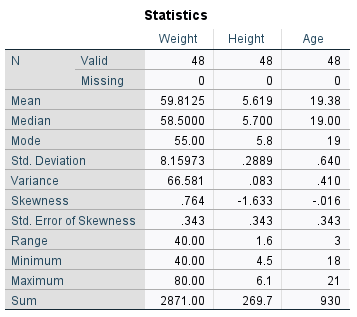 Statistics
Weight Height Age
N Valid 48 48 48
Missing 0 0 0
Mean 59.8125 5.619 19.38
Median 58.5000 5.700 19.00
Mode 55.00 5.8 19
Std. Deviation 8.15973 .2889 .640
Variance 66.581 .083 .410
Skewness .764 -1.633 -.016
Std. Error of Skewness .343 .343 .343
Range 40.00 1.6 3
Minimum 40.00 4.5 18
Maximum 80.00 6.1 21
Sum 2871.00 269.7 930